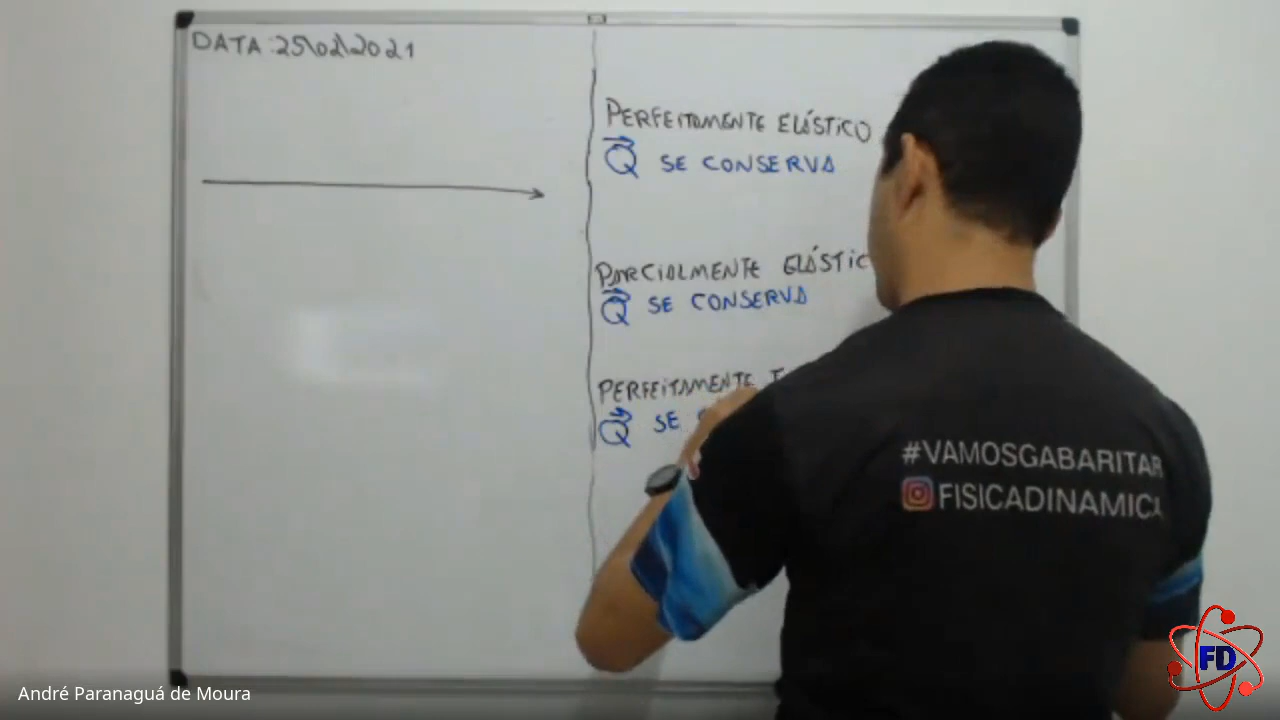 DATA: 25\02\2021
PERFEITAMENTE ELÁSTICO
Q SE CONSERVA
PARCIALMENTE
Q SE CONSERVA
PERFEITAMENTE
Q SE
#VAMOSGABARITAR
FISICADINAMICA
FD
André Paranaguá de Moura